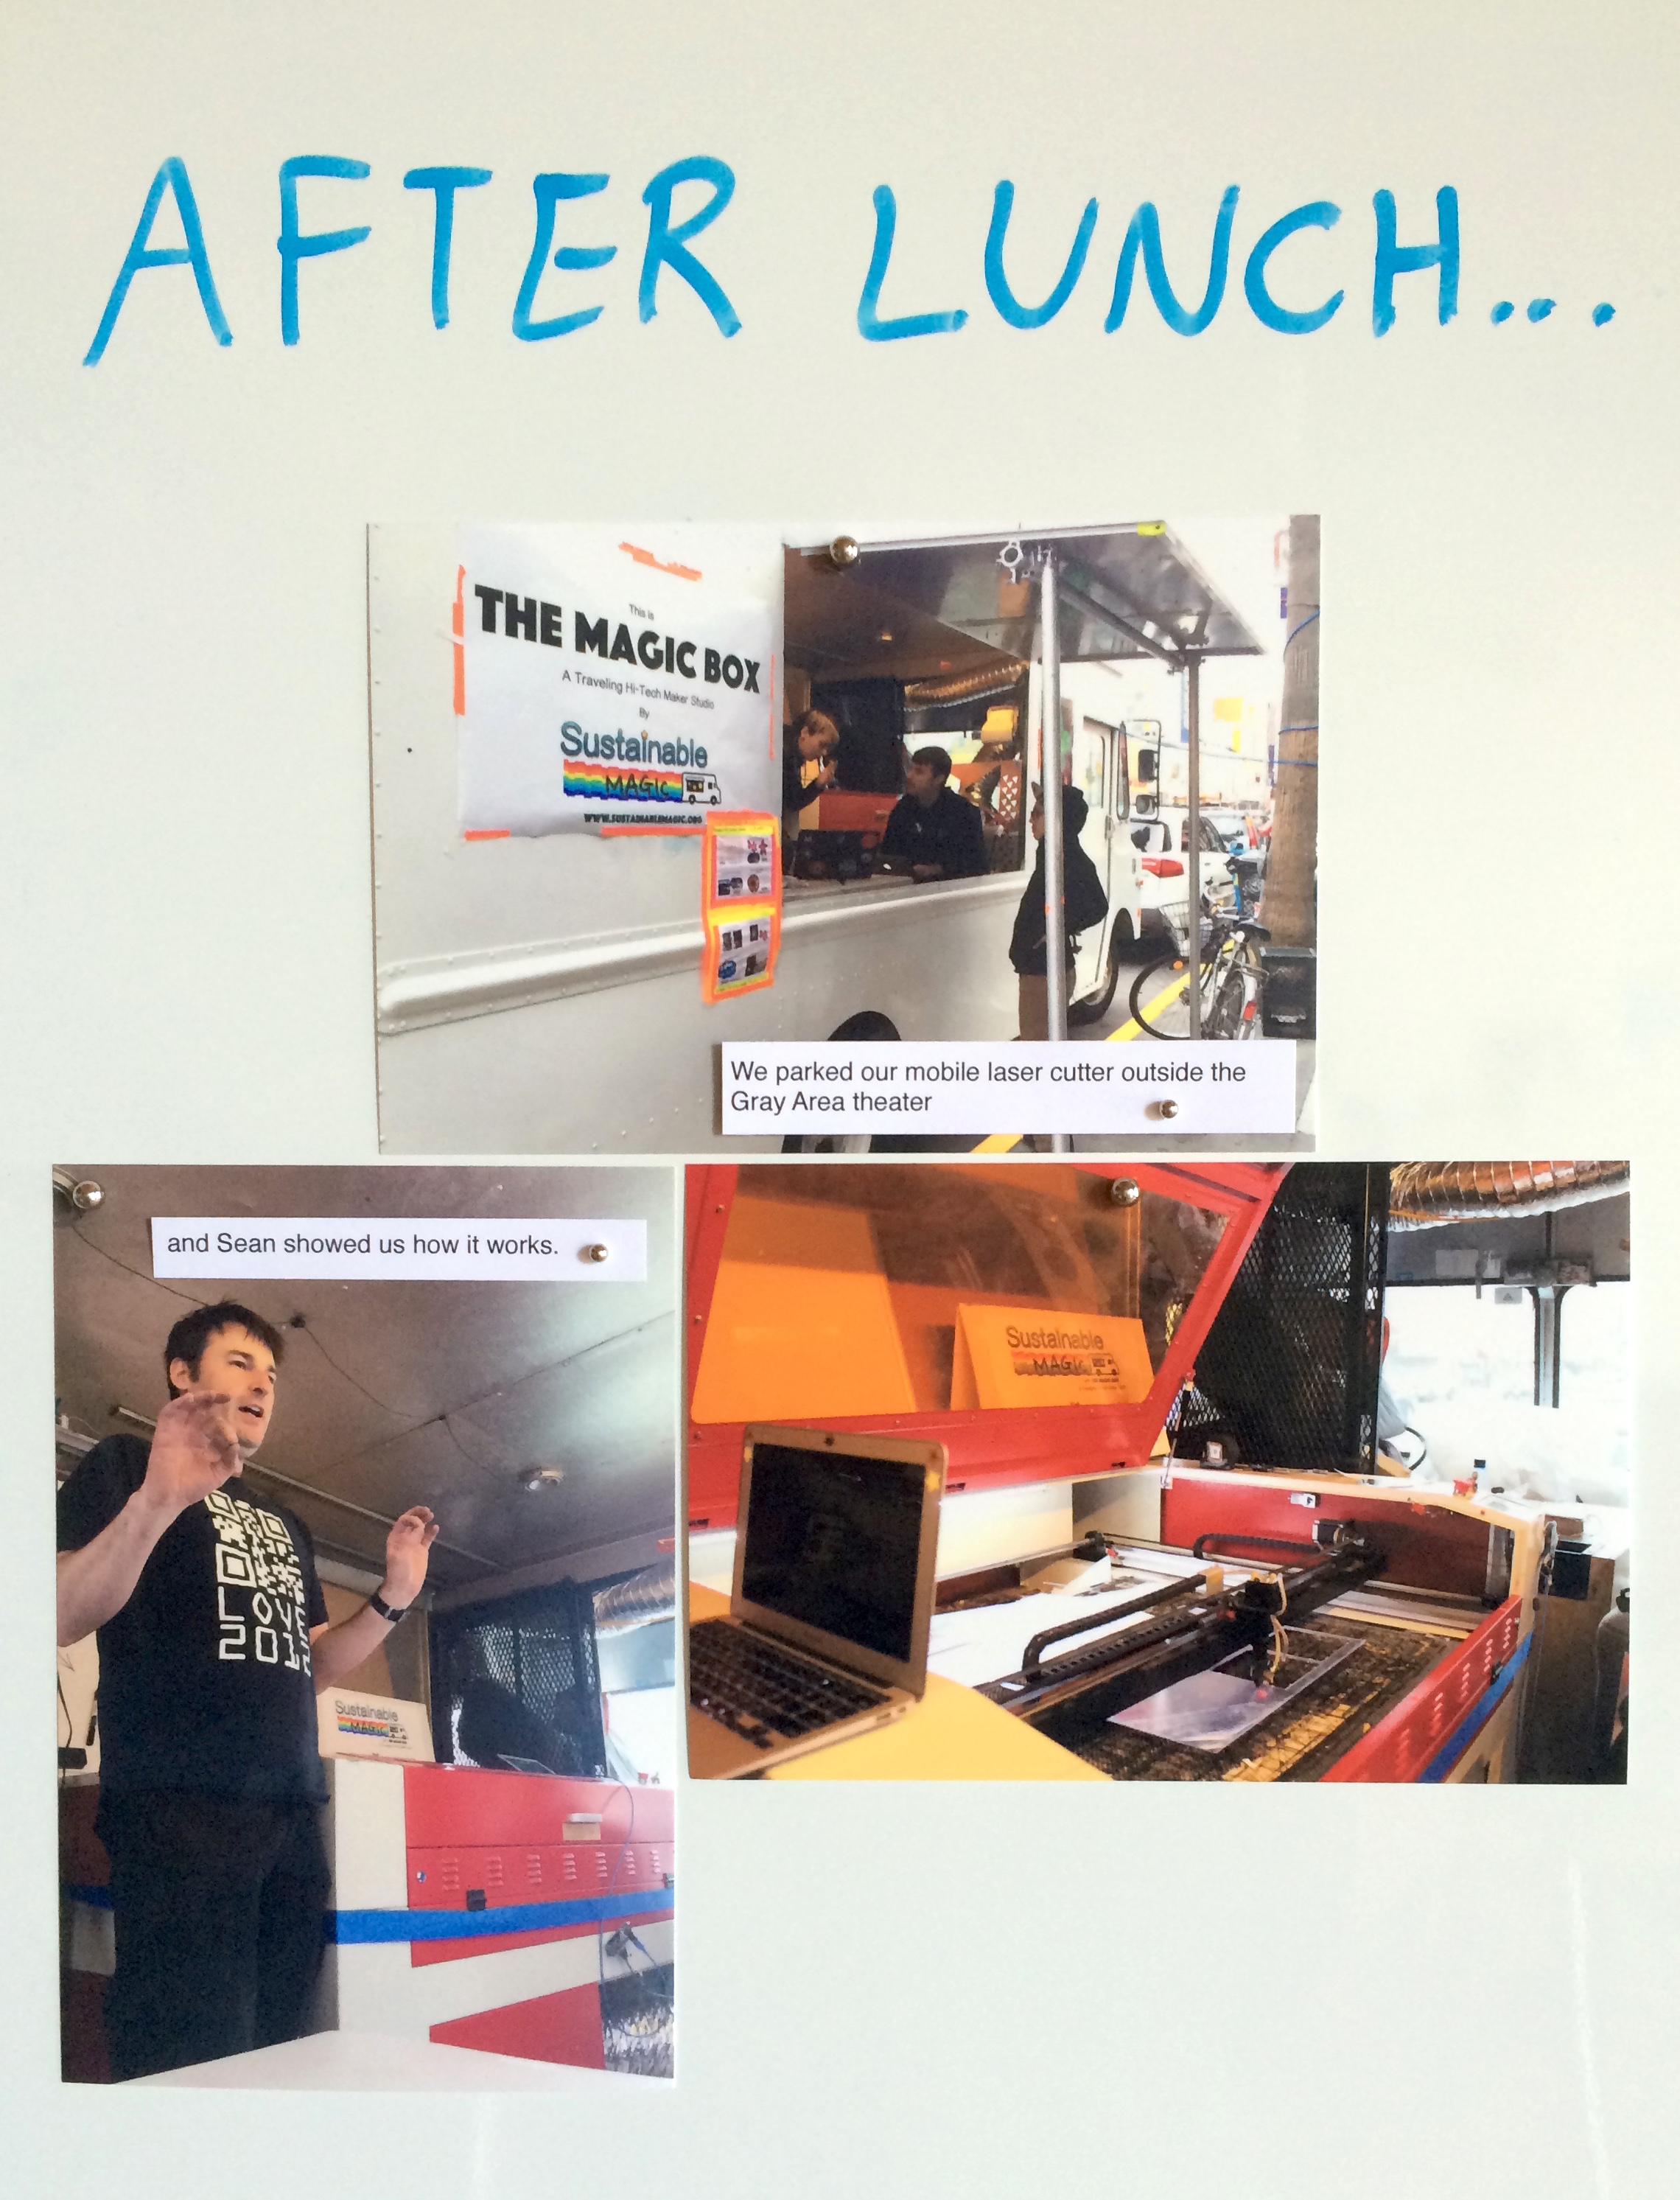 AFTER LUNCH...
This is
THE MAGIC BOX
A Traveling Hi-Tech Maker Studio
By
Sustainable
MAGIC
WWW.SUSTAINABLEMAGIC.ORG
We parked our mobile laser cutter outside the
Gray Area theater
and Sean showed us how it works.
Sustainable
MAGIC
Sustainable
MAGIC